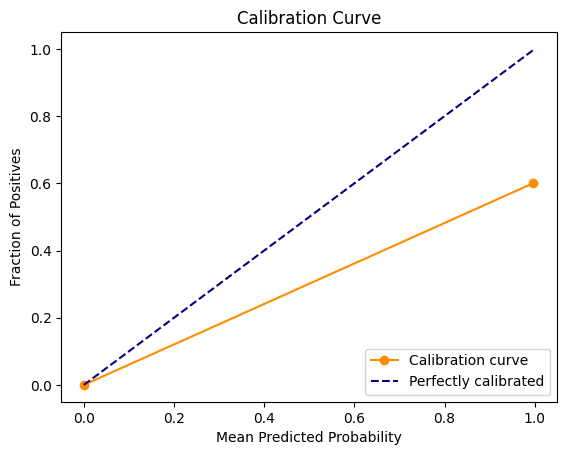 Calibration Curve
1.0
0.8
0.6
0.4
0.2
0.0
Fraction of Positives
Calibration curve
Perfectly calibrated
0.0 0.2 0.4 0.6 0.8 1.0
Mean Predicted Probability